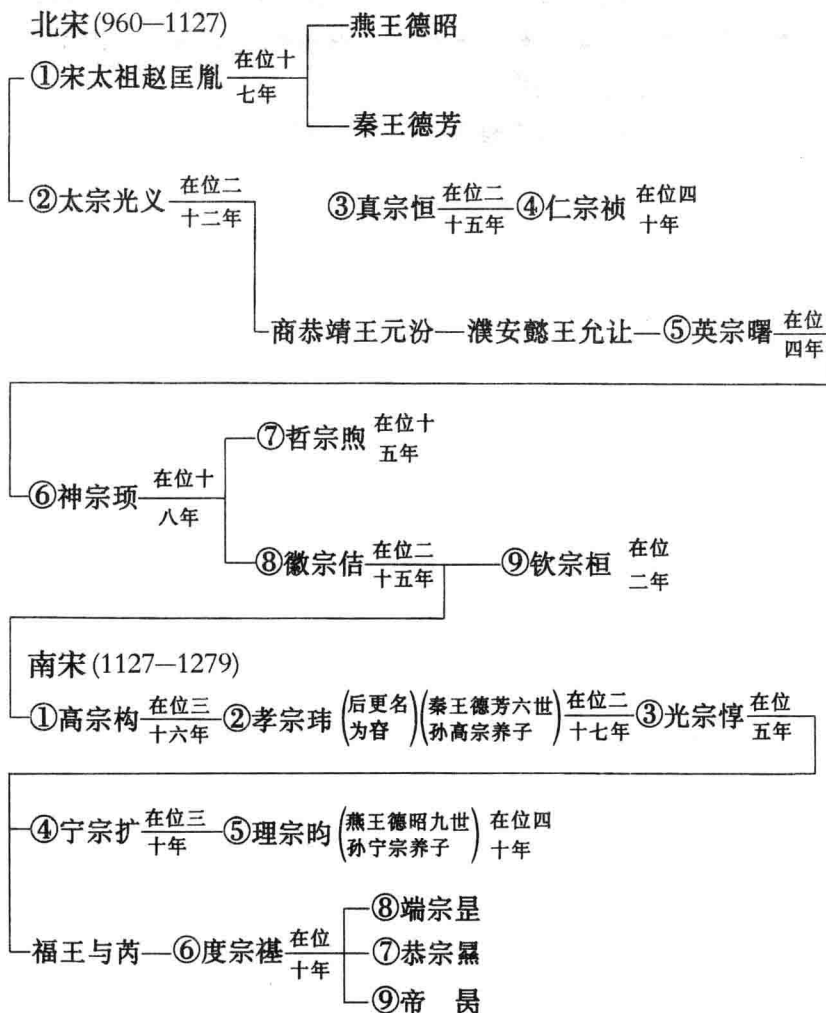 北宋(960—1127)
燕王德昭
①宋太祖赵匡胤 在位十七年
秦王德芳
②太宗光义 在位二十二年 ③真宗恒 在位二十五年 ④仁宗祯 在位四十年
商恭靖王元汾—濮安懿王允让—⑤英宗曙 在位四年
⑦哲宗煦 在位十五年
⑥神宗顼 在位十八年
⑧徽宗佶 在位二十五年 ⑨钦宗桓 在位二年
南宋(1127—1279)
①高宗构 在位三十六年 ②孝宗玮(后更名为昚)(秦王德芳六世孙高宗养子) 在位二十七年 ③光宗惇 在位五年
④宁宗扩 在位三十年 ⑤理宗昀(燕王德昭九世孙宁宗养子) 在位四十年
⑧端宗昰
福王与芮—⑥度宗禥 在位十年 ⑦恭宗㬎
⑨帝 昺